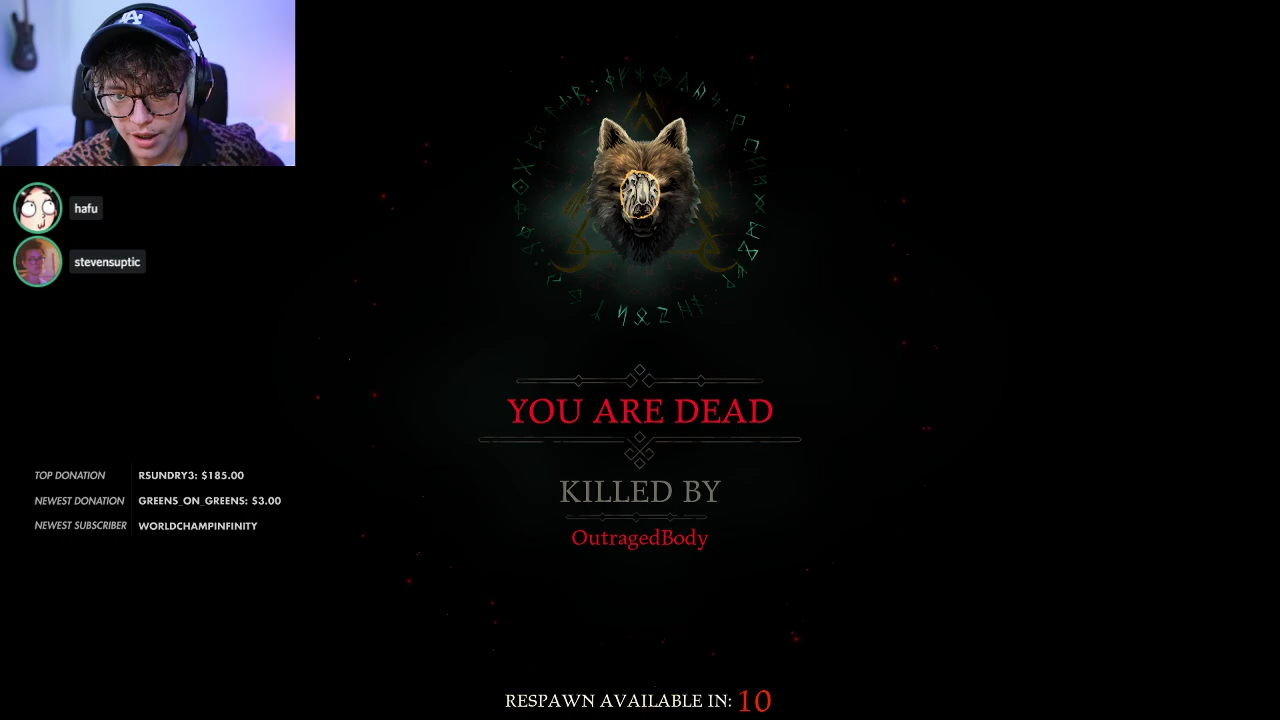 hafu
stevensuptic
TOP DONATION RSUNDRY3: $185.00
NEWEST DONATION GREENS_ON_GREENS: $3.00
NEWEST SUBSCRIBER WORLDCHAMPINFINITY
YOU ARE DEAD
KILLED BY
OutragedBody
RESPAWN AVAILABLE IN: 10